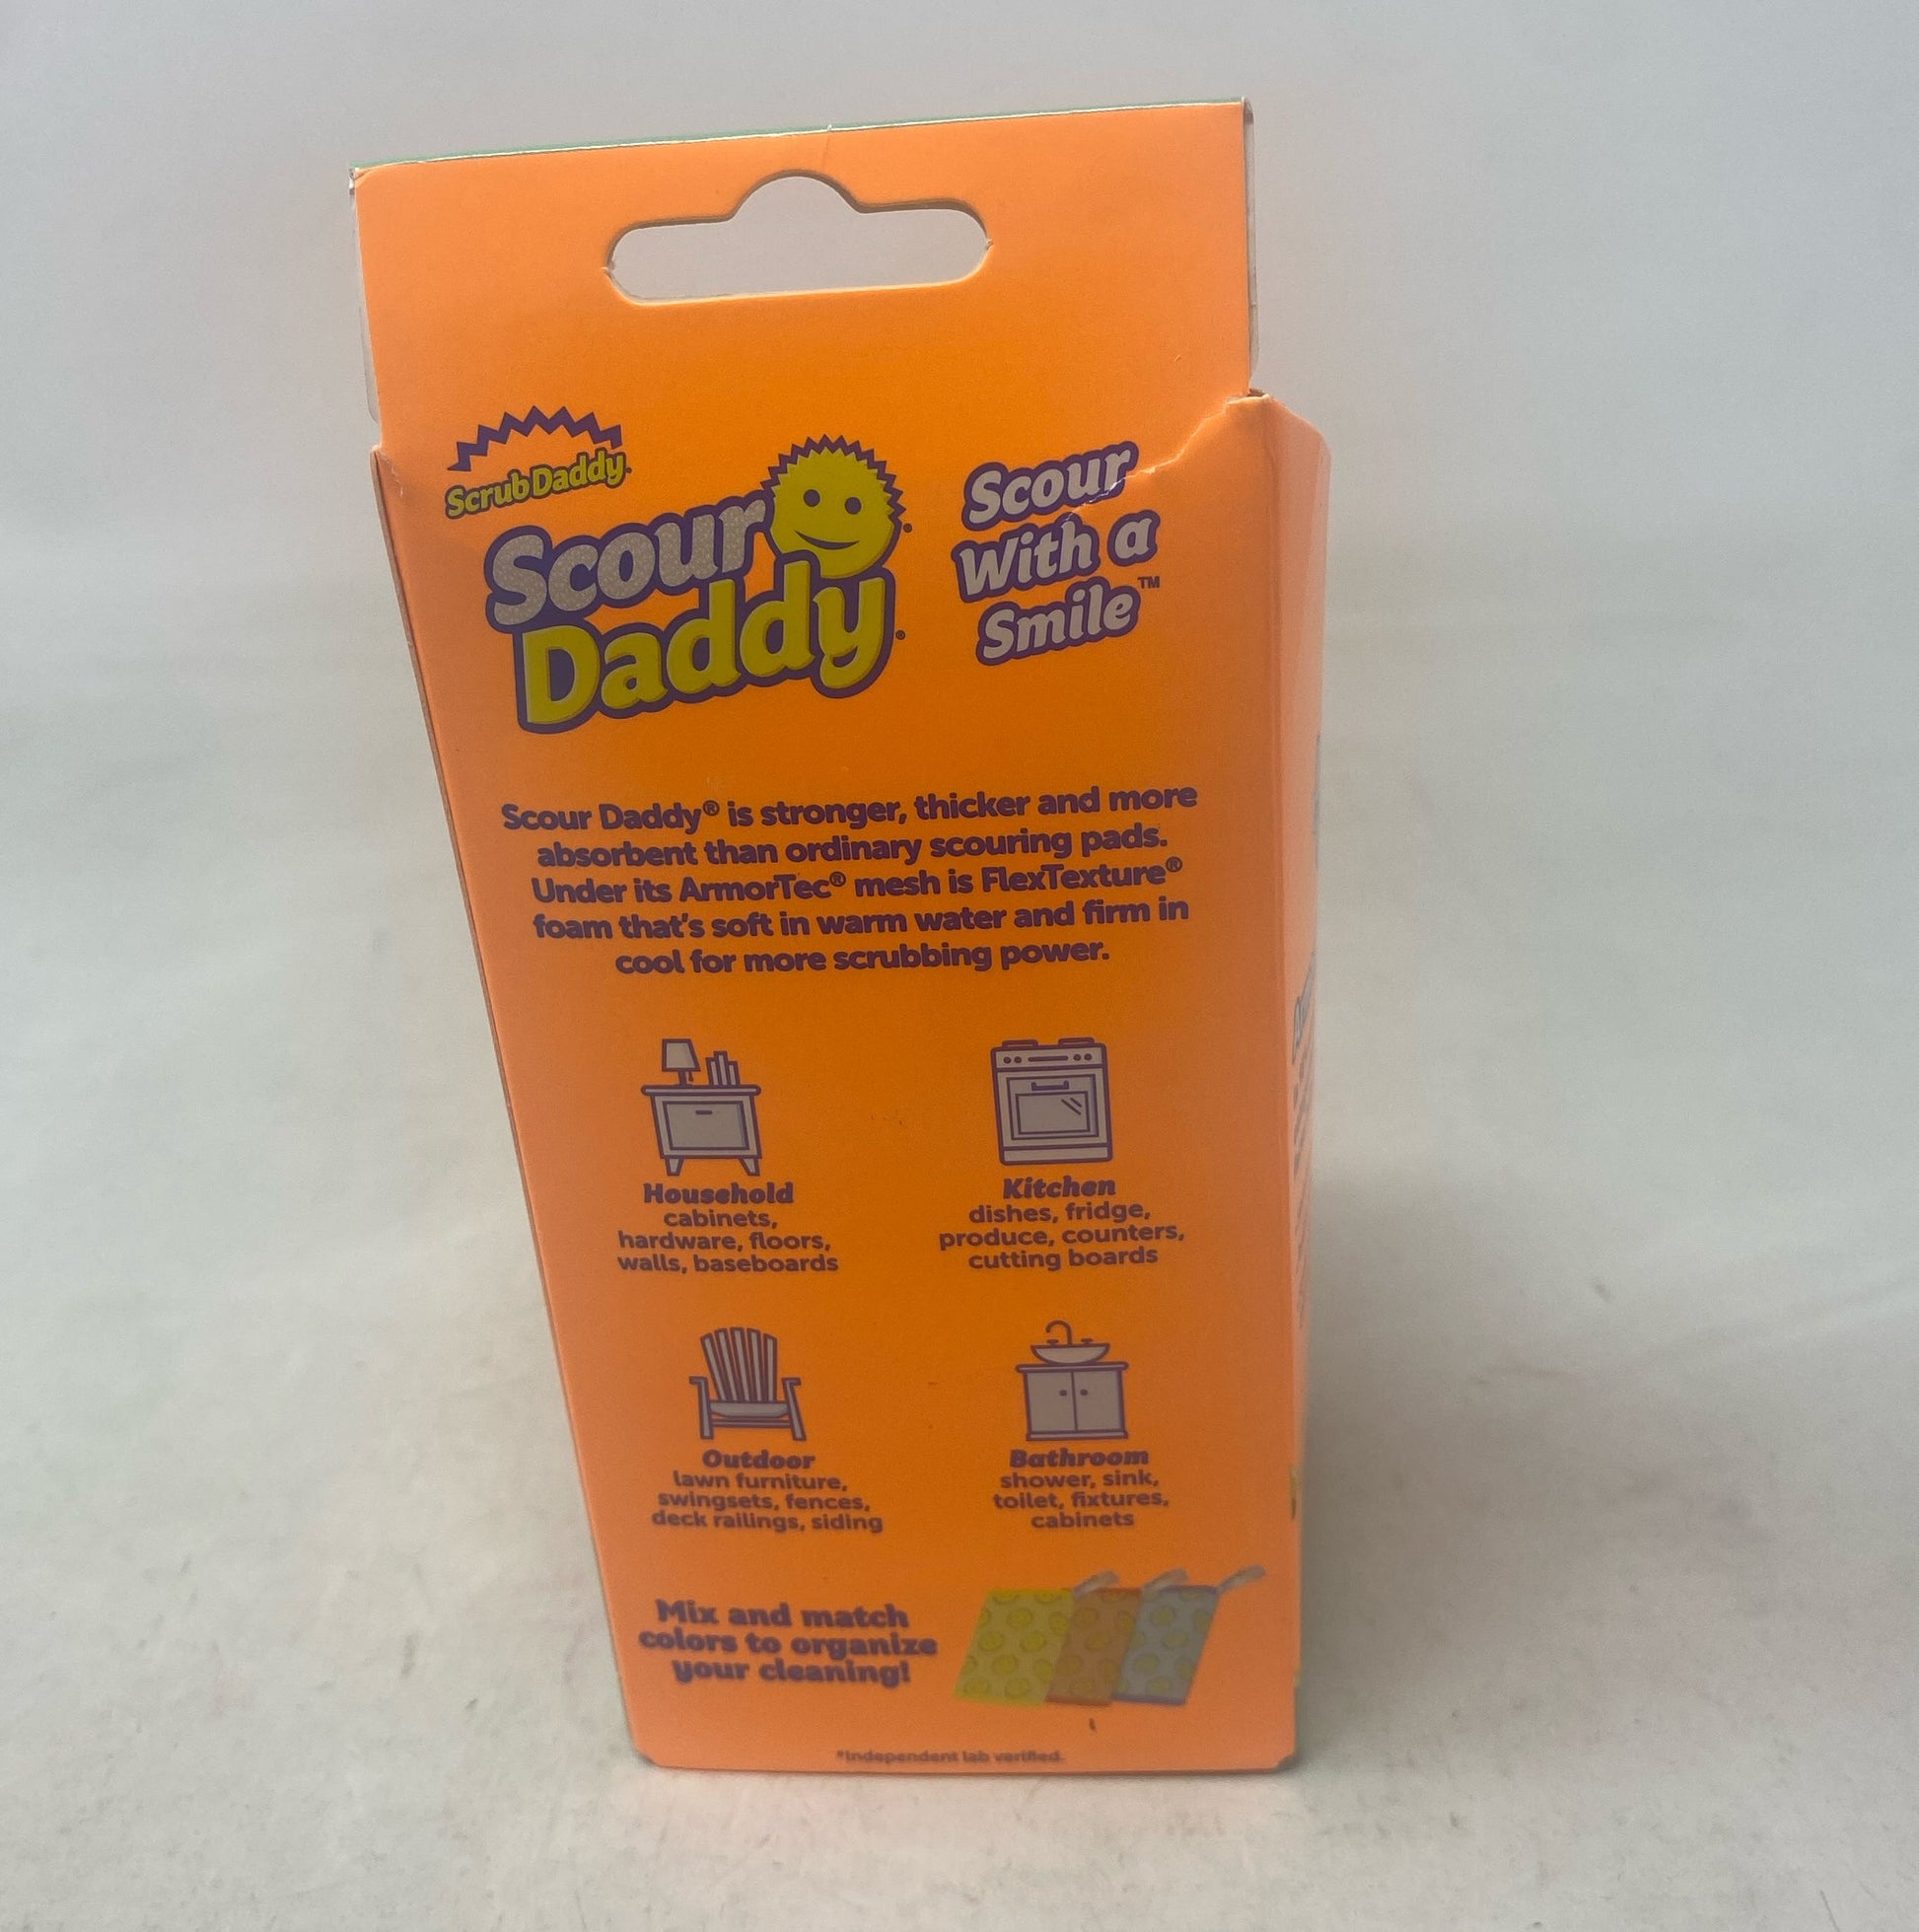 ScrubDaddy®
Scour
Daddy®
Scour
With a
Smile™
Scour Daddy® is stronger, thicker and more
absorbent than ordinary scouring pads.
Under its ArmorTec® mesh is FlexTexture®
foam that's soft in warm water and firm in
cool for more scrubbing power.
Household
cabinets,
hardware, floors,
walls, baseboards
Kitchen
dishes, fridge,
produce, counters,
cutting boards
Outdoor
lawn furniture,
swingsets, fences,
deck railings, siding
Bathroom
shower, sink,
toilet, fixtures,
cabinets
Mix and match
colors to organize
your cleaning!
*Independent lab verified.